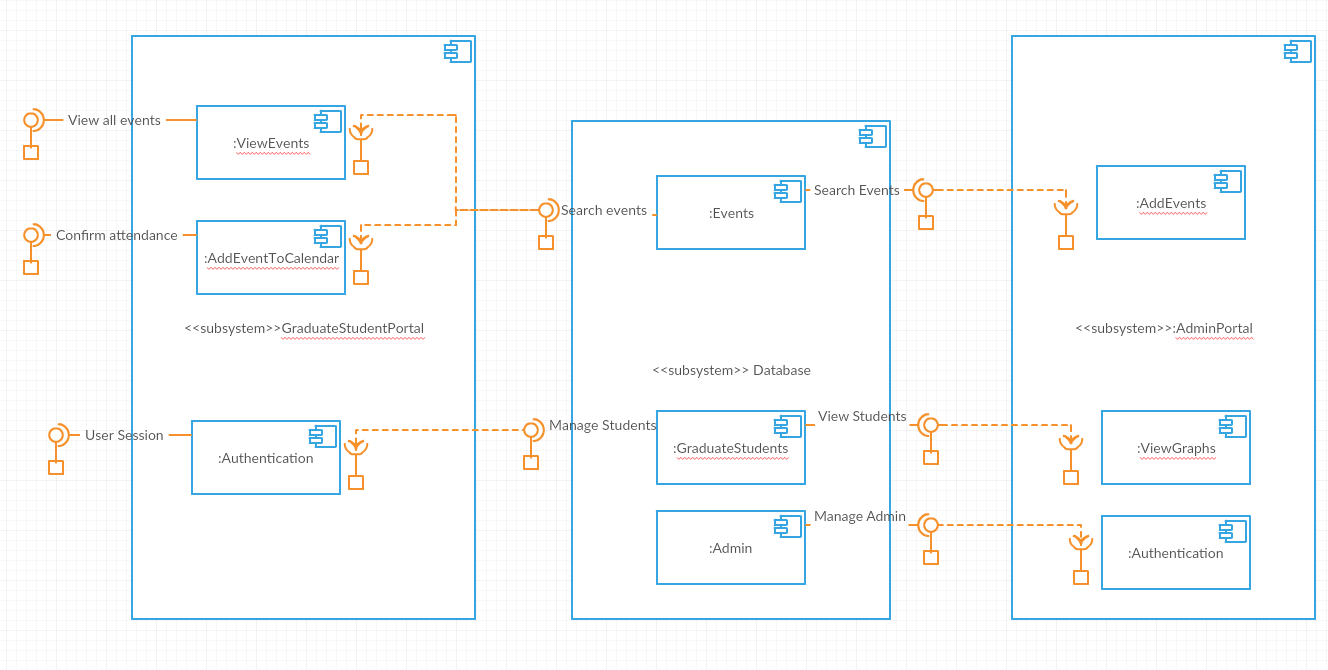 View all events
:ViewEvents
Confirm attendance
:AddEventToCalendar
<<subsystem>>GraduateStudentPortal
User Session
:Authentication
Search events
:Events
Search Events
<<subsystem>> Database
Manage Students
:GraduateStudents
View Students
:Admin
Manage Admin
:AddEvents
<<subsystem>>:AdminPortal
:ViewGraphs
:Authentication